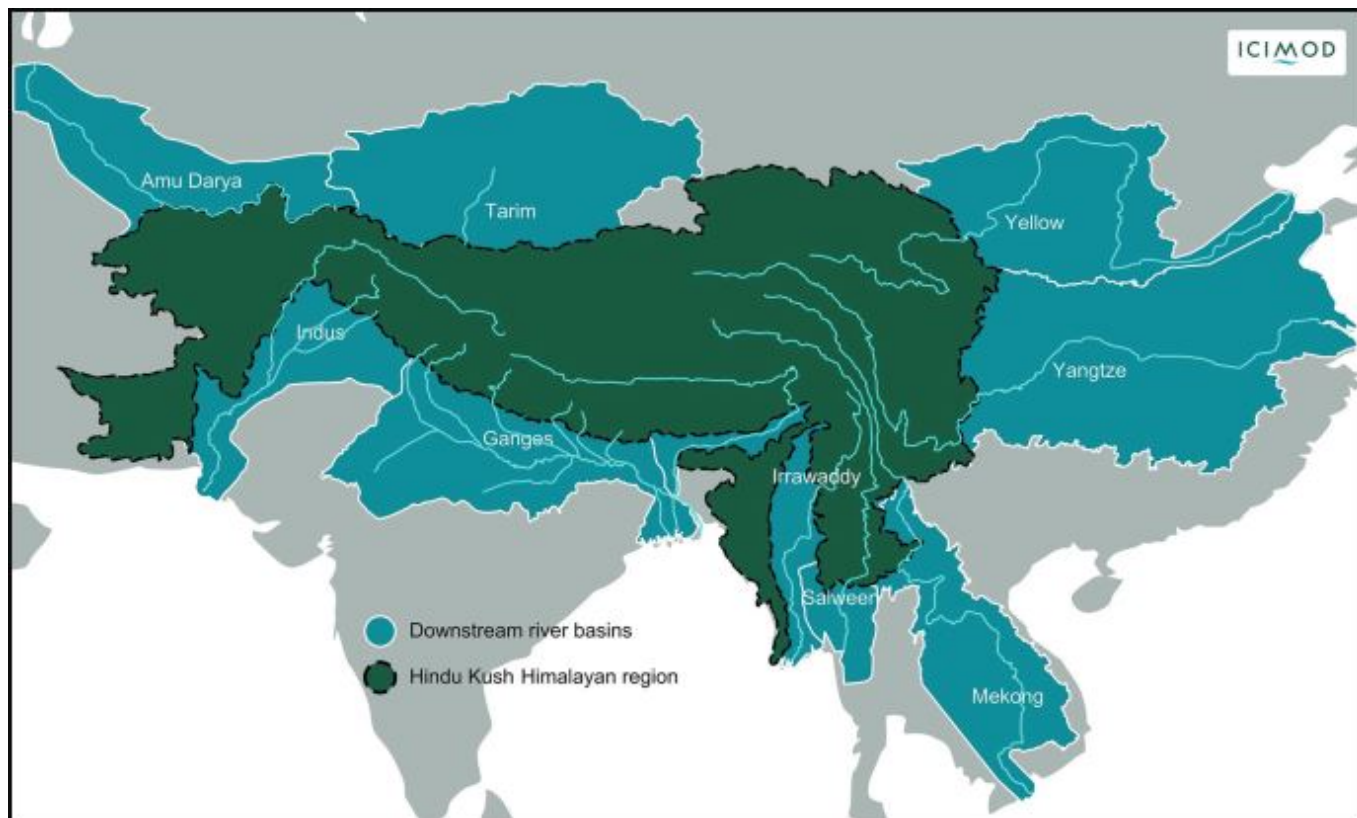 ICIMOD
Amu Darya
Tarim
Yellow
Indus
Yangtze
Ganges
Irrawaddy
Salween
Downstream river basins
Hindu Kush Himalayan region
Mekong